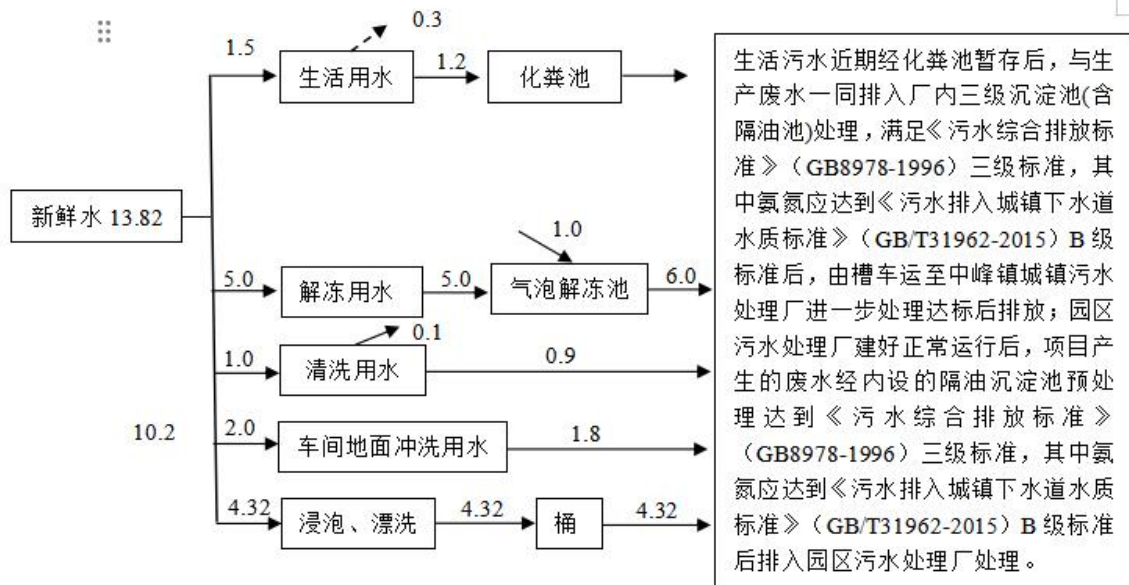 0.3
1.5
生活用水
1.2
化粪池
新鲜水 13.82
1.0
5.0
解冻用水
5.0
气泡解冻池
6.0
0.1
1.0
清洗用水
0.9
10.2
2.0
车间地面冲洗用水
1.8
4.32
浸泡、漂洗
4.32
桶
4.32
生活污水近期经化粪池暂存后，与生
产废水一同排入厂内三级沉淀池(含
隔油池)处理，满足《污水综合排放标
准》（GB8978-1996）三级标准，其
中氨氮应达到《污水排入城镇下水道
水质标准》（GB/T31962-2015）B 级
标准后，由槽车运至中峰镇城镇污水
处理厂进一步处理达标后排放；园区
污水处理厂建好正常运行后，项目产
生的废水经内设的隔油沉淀池预处
理达到《污水综合排放标准》
（GB8978-1996）三级标准，其中氨
氮应达到《污水排入城镇下水道水质
标准》（GB/T31962-2015）B 级标准
后排入园区污水处理厂处理。